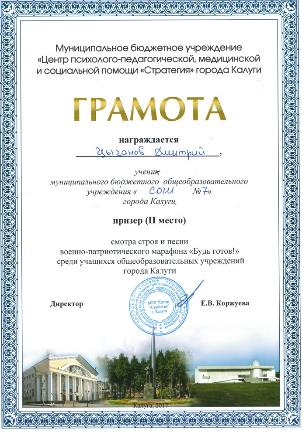 Муниципальное бюджетное учреждение
«Центр психолого-педагогической, медицинской
и социальной помощи «Стратегия» города Калуги
ГРАМОТА
награждается
Цыганов Дмитрий,
ученик
муниципального бюджетного общеобразовательного
учреждения « СОШ №7»
города Калуги,
призер (II место)
смотра строя и песни
военно-патриотического марафона «Будь готов!»
среди учащихся общеобразовательных учреждений
города Калуги
Директор Е.В. Коржуева
Калуга, 2017